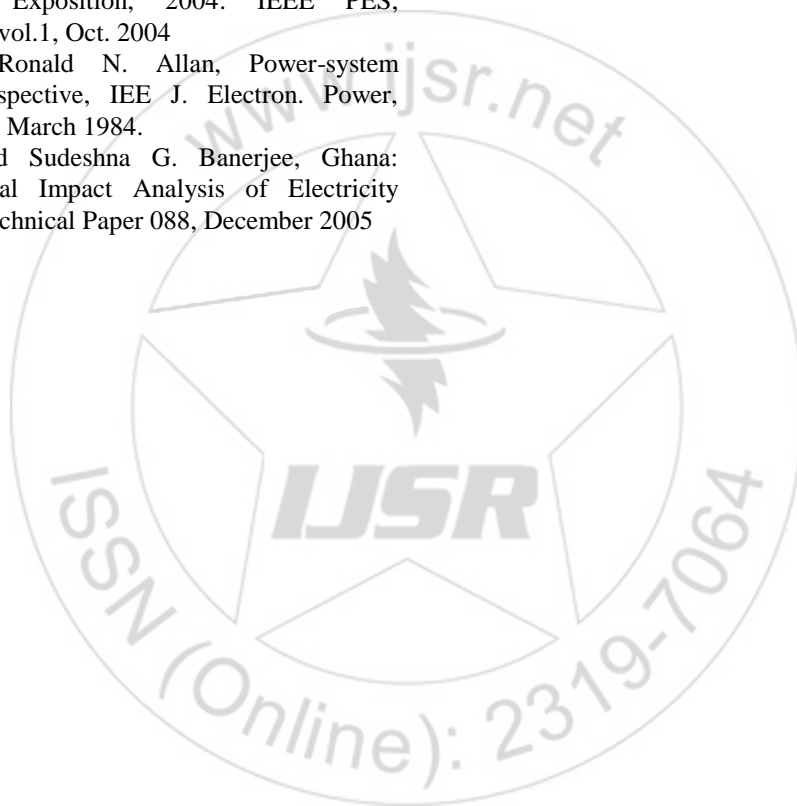 Exposition, 2004. IEEE PES,
vol.1, Oct. 2004
Ronald N. Allan, Power-system
spective, IEE J. Electron. Power,
March 1984.
d Sudeshna G. Banerjee, Ghana:
al Impact Analysis of Electricity
echnical Paper 088, December 2005
www.ijsr.net
IJSR
ISSN (Online): 2319-7064